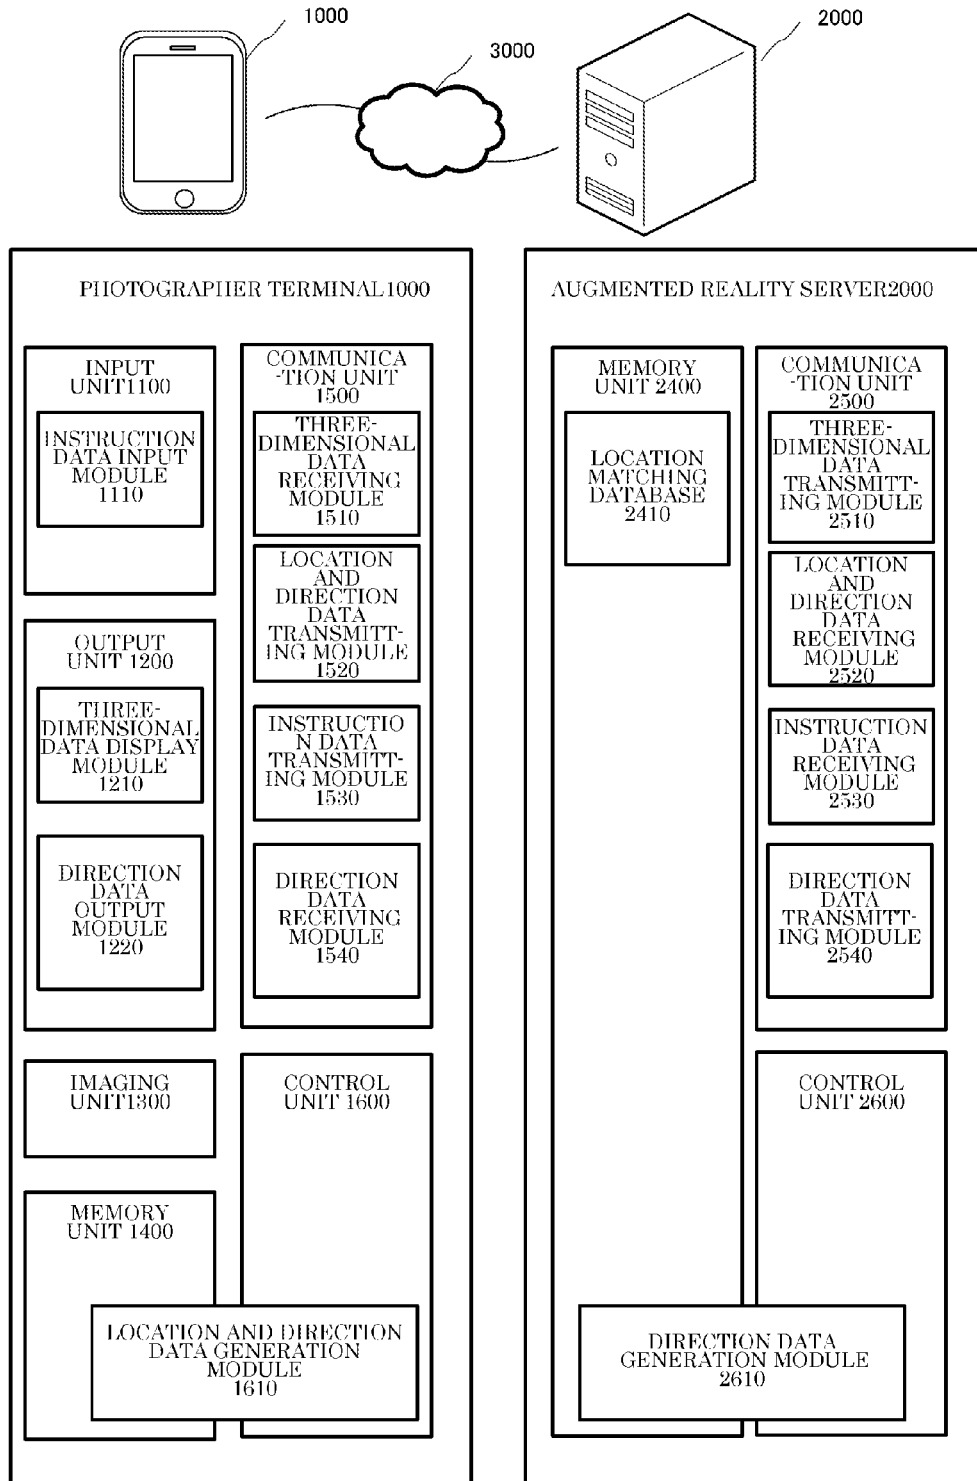 1000
2000
3000
PHOTOGRAPHER TERMINAL1000
INPUT
UNIT1100
INSTRUCTION
DATA INPUT
MODULE
1110
OUTPUT
UNIT 1200
THREE-
DIMENSIONAL
DATA DISPLAY
MODULE
1210
DIRECTION
DATA
OUTPUT
MODULE
1220
IMAGING
UNIT1300
MEMORY
UNIT 1400
COMMUNICA
-TION UNIT
1500
THREE-
DIMENSIONAL
DATA
RECEIVING
MODULE
1510
LOCATION
AND
DIRECTION
DATA
TRANSMITT-
ING MODULE
1520
INSTRUCTIO
N DATA
TRANSMITT-
ING MODULE
1530
DIRECTION
DATA
RECEIVING
MODULE
1540
CONTROL
UNIT 1600
LOCATION AND DIRECTION
DATA GENERATION
MODULE
1610
AUGMENTED REALITY SERVER2000
MEMORY
UNIT 2400
LOCATION
MATCHING
DATABASE
2410
COMMUNICA
-TION UNIT
2500
THREE-
DIMENSIONAL
DATA
TRANSMITT-
ING MODULE
2510
LOCATION
AND
DIRECTION
DATA
RECEIVING
MODULE
2520
INSTRUCTION
DATA
RECEIVING
MODULE
2530
DIRECTION
DATA
TRANSMITT-
ING MODULE
2540
CONTROL
UNIT 2600
DIRECTION DATA
GENERATION MODULE
2610